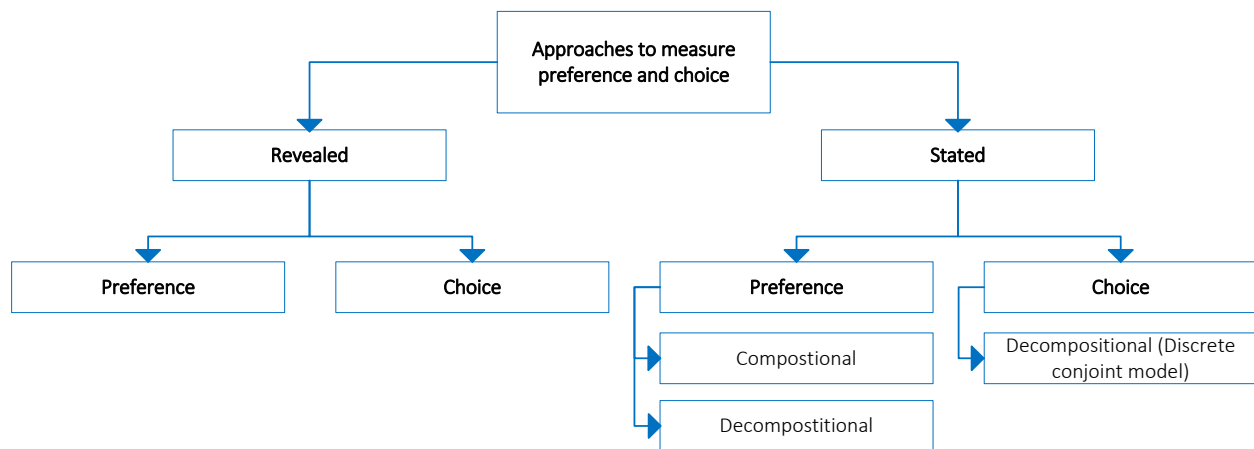 Approaches to measure
preference and choice
Revealed
Stated
Preference
Choice
Preference
Choice
Compostional
Decompositional (Discrete
conjoint model)
Decompostitional